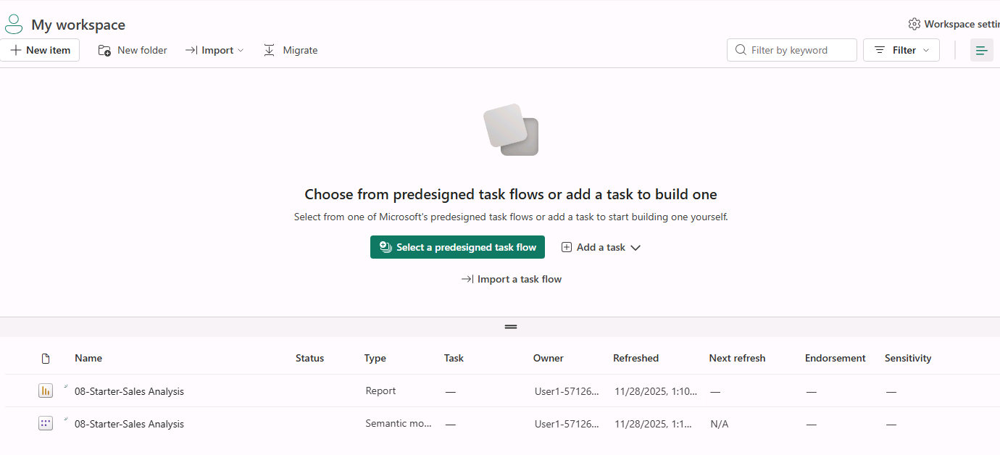 My workspace
Workspace settin
New item New folder Import Migrate Filter by keyword Filter
Choose from predesigned task flows or add a task to build one
Select from one of Microsoft's predesigned task flows or add a task to start building one yourself.
Select a predesigned task flow Add a task
Import a task flow
Name Status Type Task Owner Refreshed Next refresh Endorsement Sensitivity
08-Starter-Sales Analysis Report — User1-57126... 11/28/2025, 1:10... — — —
08-Starter-Sales Analysis Semantic mo... — User1-57126... 11/28/2025, 1:1... N/A — —